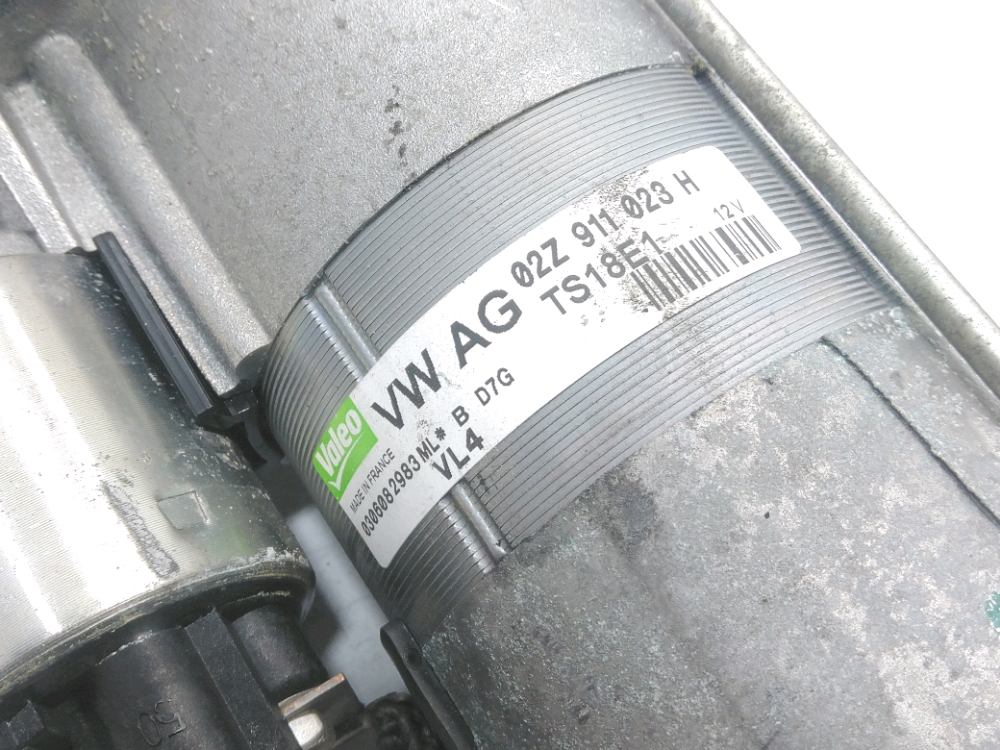 Valeo
MADE IN FRANCE
VW AG 02Z 911 023 H
TS18E1
12V
0306082983ML* B D7G
VL4
50